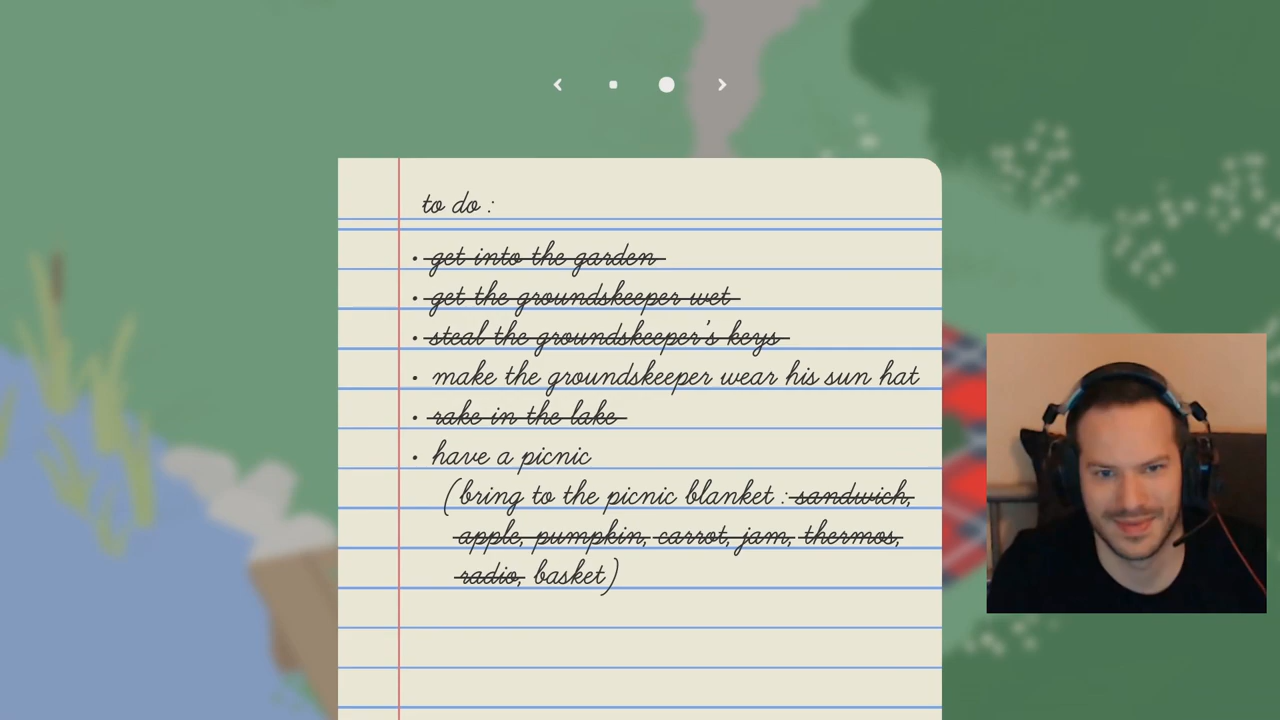 to do :
• get into the garden
• get the groundskeeper wet
• steal the groundskeeper's keys
• make the groundskeeper wear his sun hat
• rake in the lake
• have a picnic
(bring to the picnic blanket : sandwich,
apple, pumpkin, carrot, jam, thermos,
radio, basket)